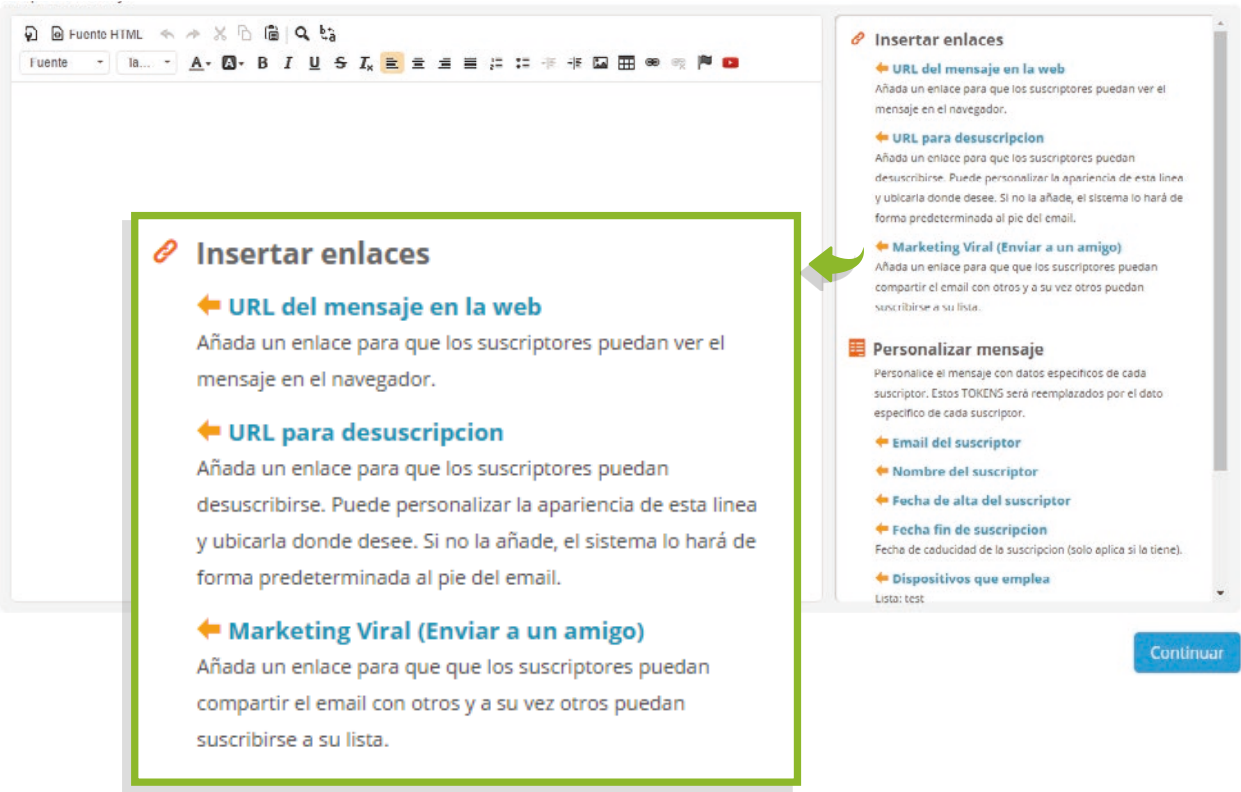 Fuente HTML
Fuente
la...
Insertar enlaces
URL del mensaje en la web
Añada un enlace para que los suscriptores puedan ver el
mensaje en el navegador.
URL para desuscripcion
Añada un enlace para que los suscriptores puedan
desuscribirse. Puede personalizar la apariencia de esta linea
y ubicarla donde desee. Si no la añade, el sistema lo hará de
forma predeterminada al pie del email.
Marketing Viral (Enviar a un amigo)
Añada un enlace para que que los suscriptores puedan
compartir el email con otros y a su vez otros puedan
suscribirse a su lista.
Personalizar mensaje
Personalice el mensaje con datos especificos de cada
suscriptor. Estos TOKENS será reemplazados por el dato
especifico de cada suscriptor.
Email del suscriptor
Nombre del suscriptor
Fecha de alta del suscriptor
Fecha fin de suscripcion
Fecha de caducidad de la suscripcion (solo aplica si la tiene).
Dispositivos que emplea
Lista: test
Insertar enlaces
URL del mensaje en la web
Añada un enlace para que los suscriptores puedan ver el
mensaje en el navegador.
URL para desuscripcion
Añada un enlace para que los suscriptores puedan
desuscribirse. Puede personalizar la apariencia de esta linea
y ubicarla donde desee. Si no la añade, el sistema lo hará de
forma predeterminada al pie del email.
Marketing Viral (Enviar a un amigo)
Añada un enlace para que que los suscriptores puedan
compartir el email con otros y a su vez otros puedan
suscribirse a su lista.
Continuar